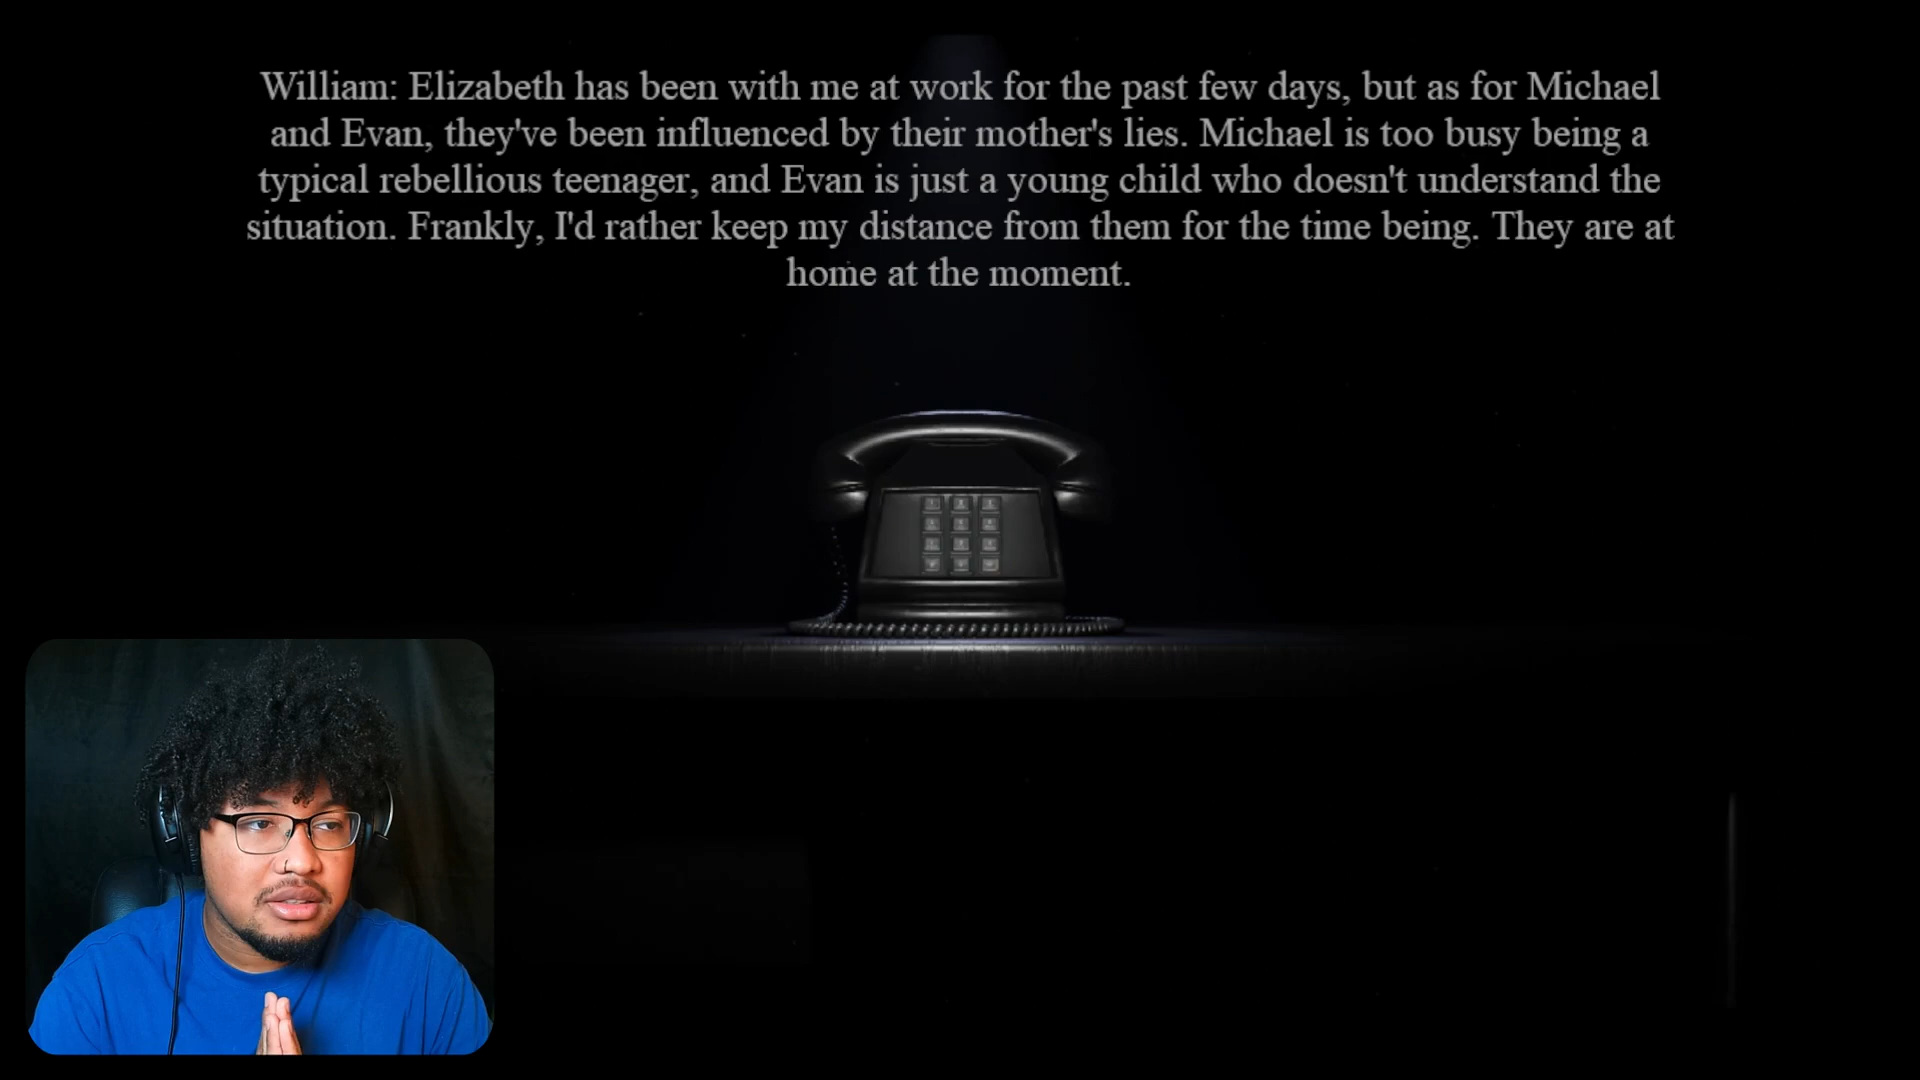 William: Elizabeth has been with me at work for the past few days, but as for Michael
and Evan, they've been influenced by their mother's lies. Michael is too busy being a
typical rebellious teenager, and Evan is just a young child who doesn't understand the
situation. Frankly, I'd rather keep my distance from them for the time being. They are at
home at the moment.